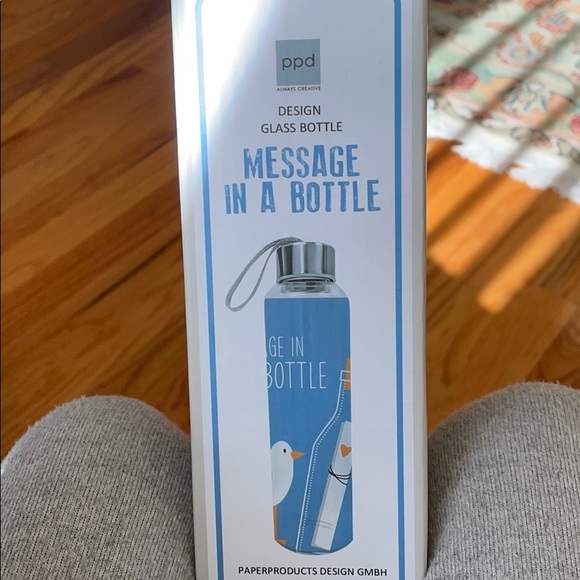 ppd
ALWAYS CREATIVE
DESIGN
GLASS BOTTLE
MESSAGE
IN A BOTTLE
GE IN
BOTTLE
PAPERPRODUCTS DESIGN GMBH